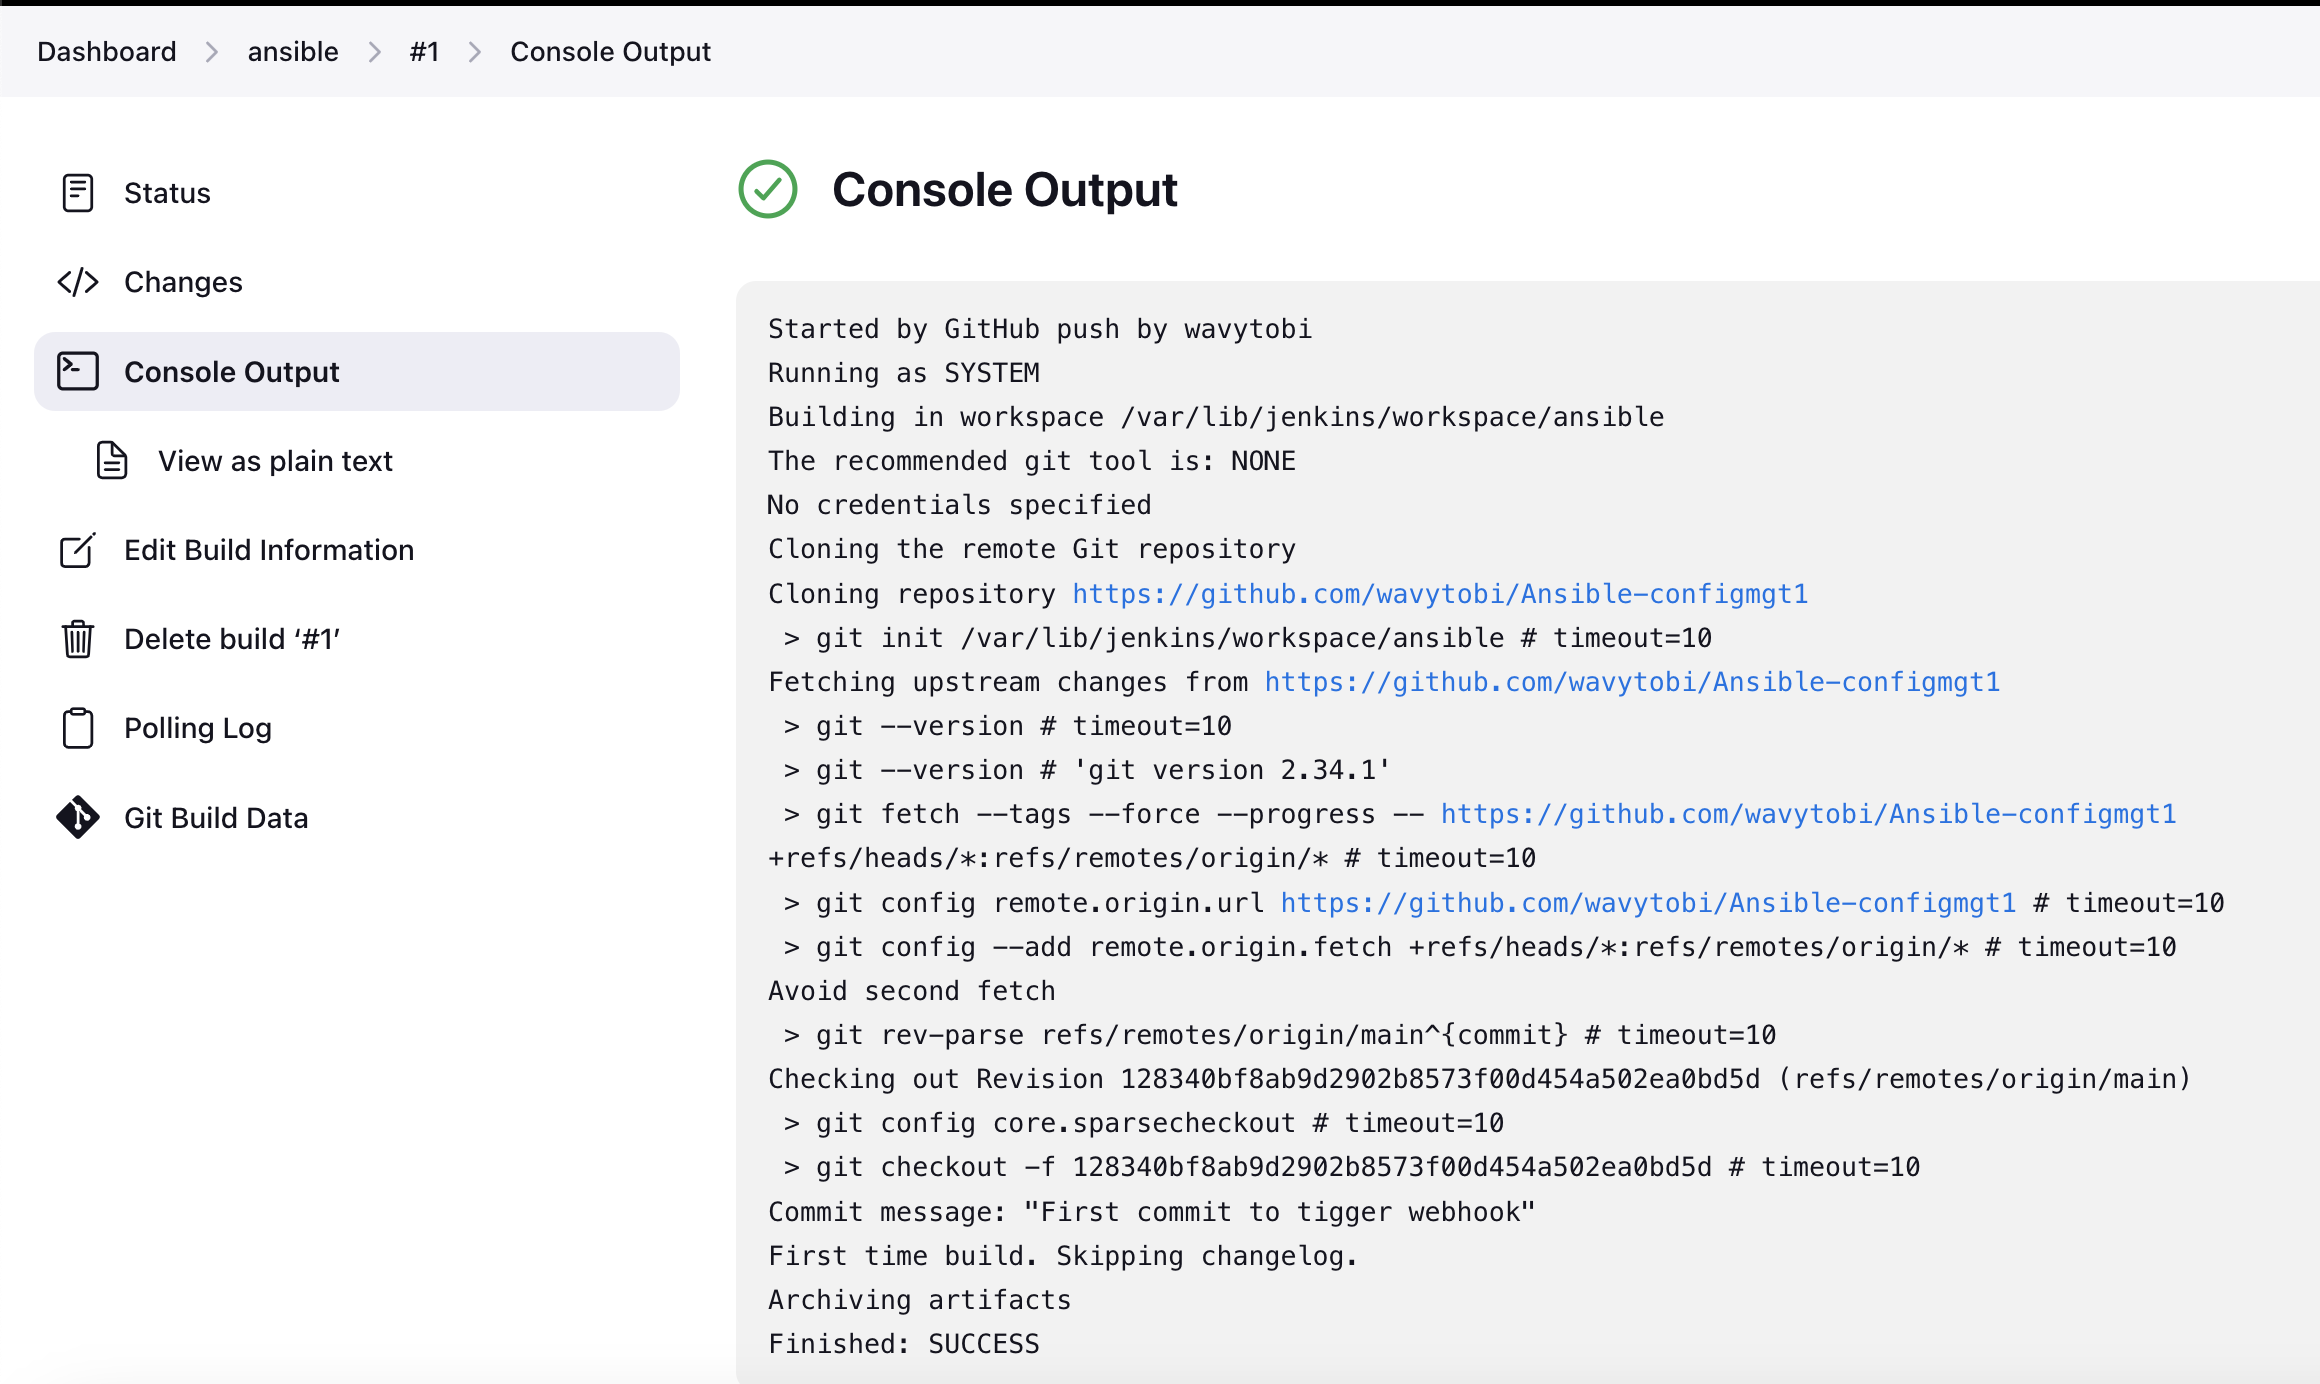 Dashboard > ansible > #1 > Console Output
Status
Changes
Console Output
View as plain text
Edit Build Information
Delete build ‘#1’
Polling Log
Git Build Data
Console Output
Started by GitHub push by wavytobi
Running as SYSTEM
Building in workspace /var/lib/jenkins/workspace/ansible
The recommended git tool is: NONE
No credentials specified
Cloning the remote Git repository
Cloning repository https://github.com/wavytobi/Ansible-configmgt1
 > git init /var/lib/jenkins/workspace/ansible # timeout=10
Fetching upstream changes from https://github.com/wavytobi/Ansible-configmgt1
 > git --version # timeout=10
 > git --version # 'git version 2.34.1'
 > git fetch --tags --force --progress -- https://github.com/wavytobi/Ansible-configmgt1
+refs/heads/*:refs/remotes/origin/* # timeout=10
 > git config remote.origin.url https://github.com/wavytobi/Ansible-configmgt1 # timeout=10
 > git config --add remote.origin.fetch +refs/heads/*:refs/remotes/origin/* # timeout=10
Avoid second fetch
 > git rev-parse refs/remotes/origin/main^{commit} # timeout=10
Checking out Revision 128340bf8ab9d2902b8573f00d454a502ea0bd5d (refs/remotes/origin/main)
 > git config core.sparsecheckout # timeout=10
 > git checkout -f 128340bf8ab9d2902b8573f00d454a502ea0bd5d # timeout=10
Commit message: "First commit to tigger webhook"
First time build. Skipping changelog.
Archiving artifacts
Finished: SUCCESS